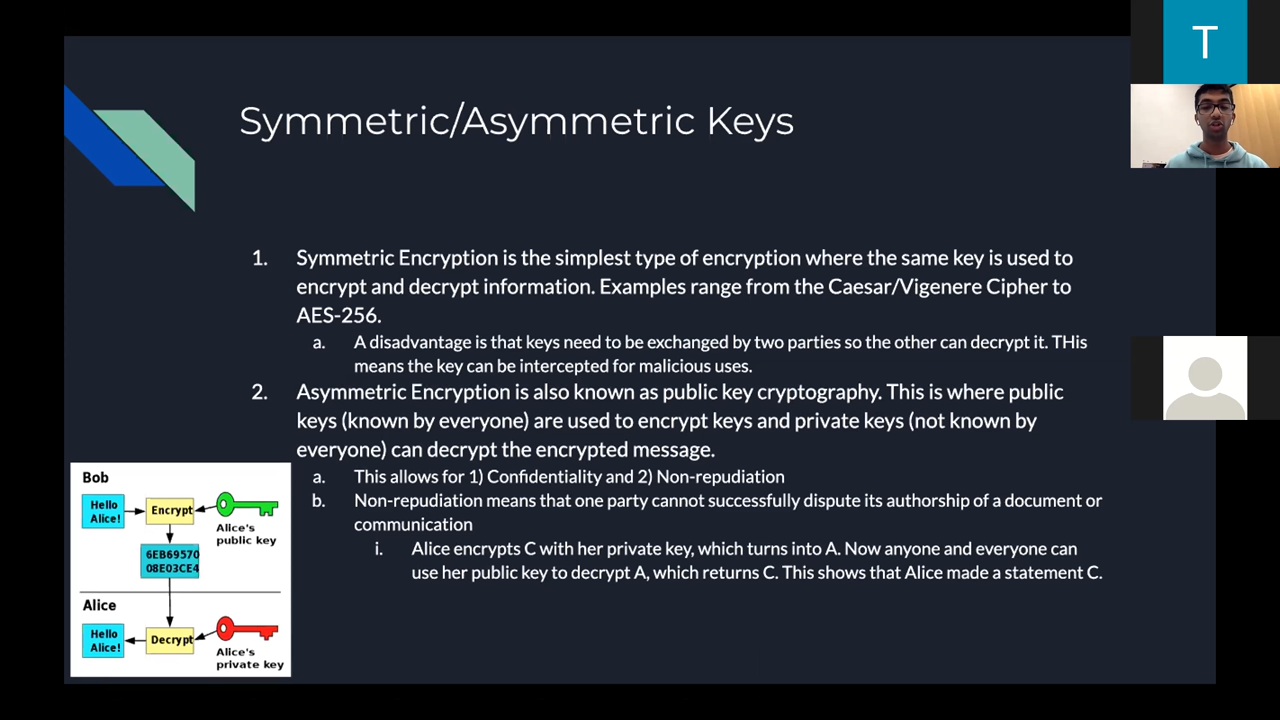 T
Symmetric/Asymmetric Keys
1. Symmetric Encryption is the simplest type of encryption where the same key is used to
encrypt and decrypt information. Examples range from the Caesar/Vigenere Cipher to
AES-256.
a. A disadvantage is that keys need to be exchanged by two parties so the other can decrypt it. THis
means the key can be intercepted for malicious uses.
2. Asymmetric Encryption is also known as public key cryptography. This is where public
keys (known by everyone) are used to encrypt keys and private keys (not known by
everyone) can decrypt the encrypted message.
a. This allows for 1) Confidentiality and 2) Non-repudiation
b. Non-repudiation means that one party cannot successfully dispute its authorship of a document or
communication
i. Alice encrypts C with her private key, which turns into A. Now anyone and everyone can
use her public key to decrypt A, which returns C. This shows that Alice made a statement C.
Bob
Hello
Alice!
Encrypt
Alice's
public key
6EB69570
08E03CE4
Alice
Hello
Alice!
Decrypt
Alice's
private key